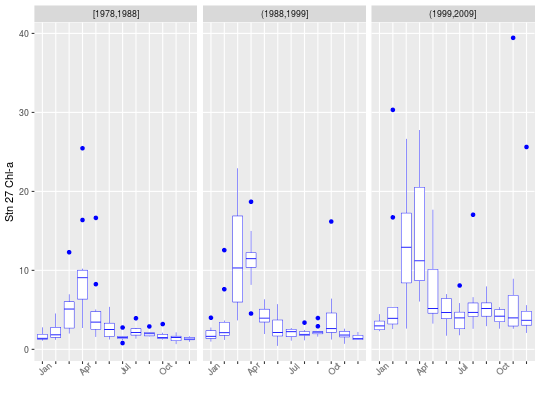 [1978,1988]
(1988,1999]
(1999,2009]
Stn 27 Chl-a
40
30
20
10
0
Jan Apr Jul Oct
Jan Apr Jul Oct
Jan Apr Jul Oct